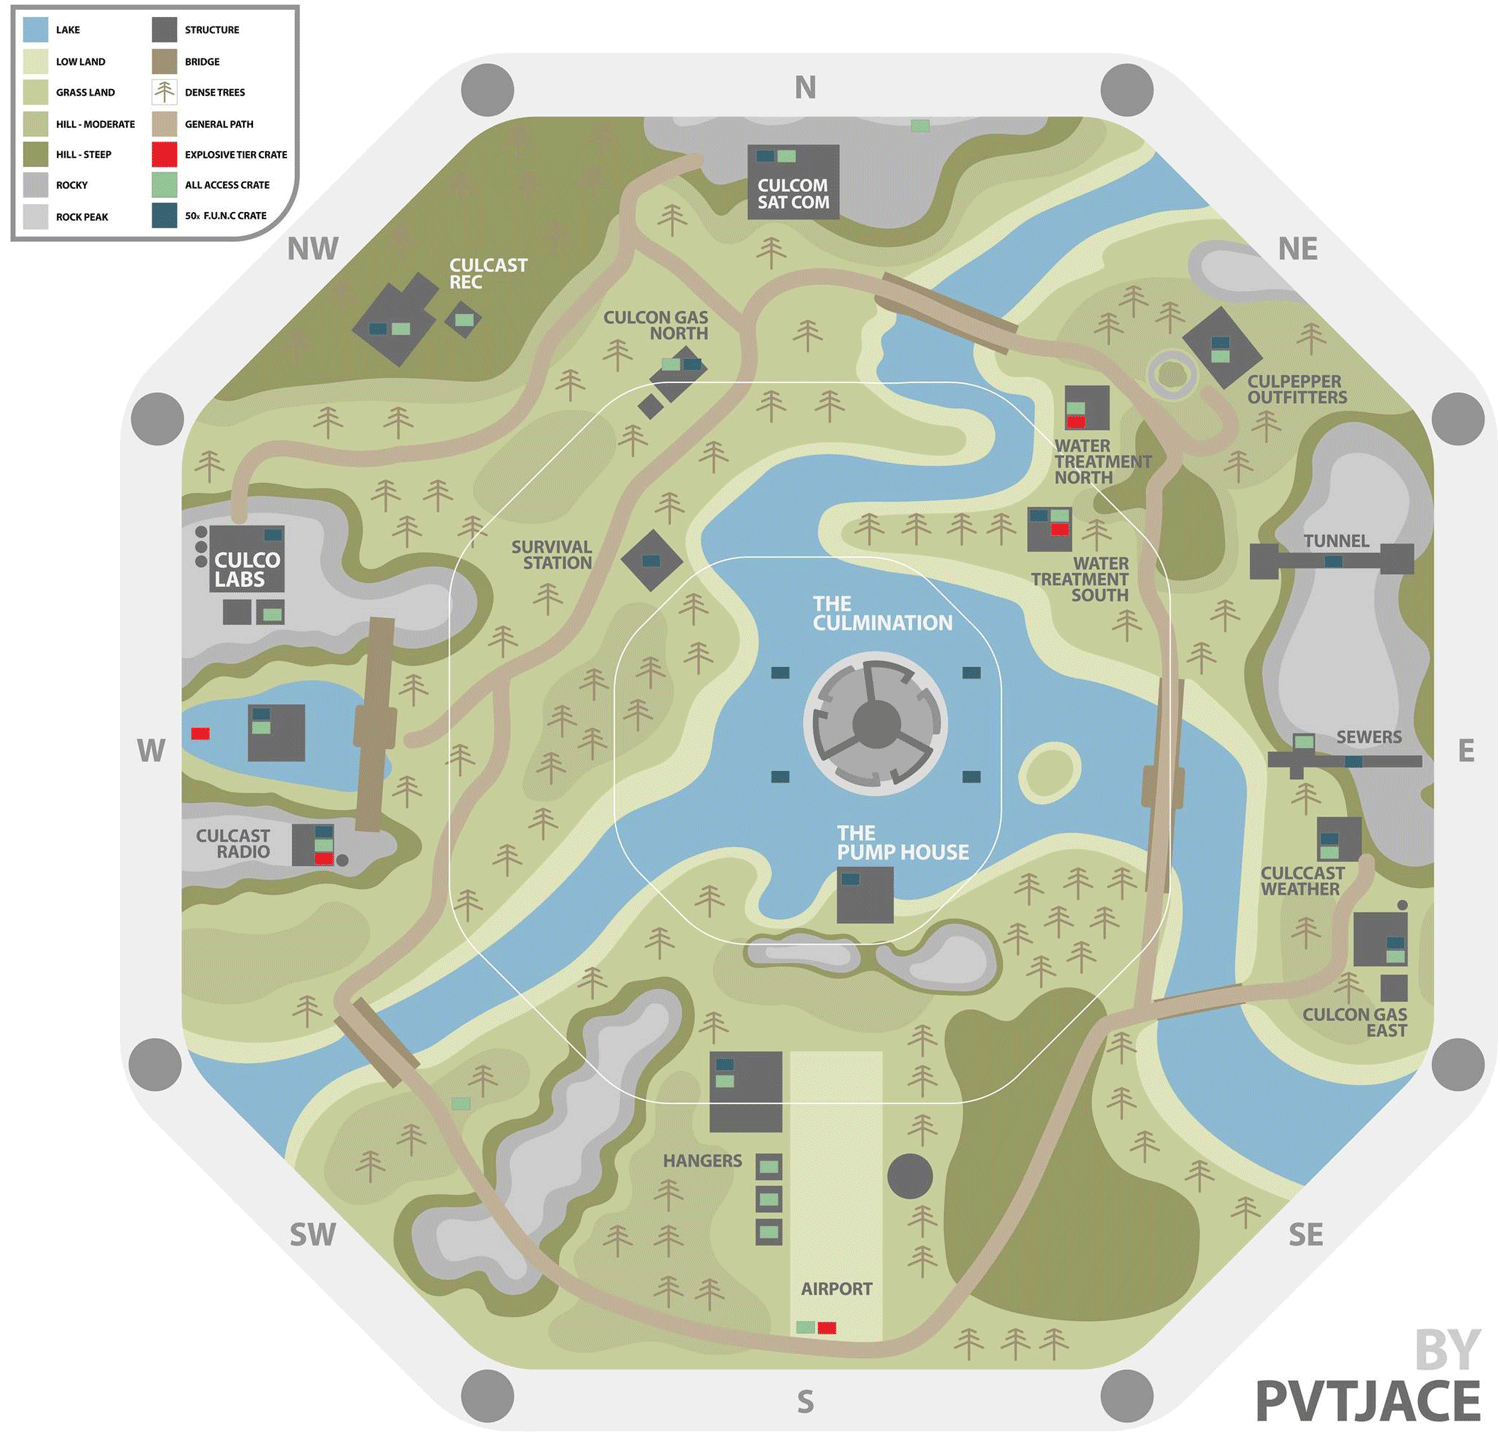 LAKE
LOW LAND
GRASS LAND
HILL - MODERATE
HILL - STEEP
ROCKY
ROCK PEAK
STRUCTURE
BRIDGE
DENSE TREES
GENERAL PATH
EXPLOSIVE TIER CRATE
ALL ACCESS CRATE
50x F.U.N.C CRATE
N
NW
NE
CULCOM
SAT COM
CULCAST
REC
CULCON GAS
NORTH
CULPEPPER
OUTFITTERS
WATER
TREATMENT
NORTH
SURVIVAL
STATION
CULCO
LABS
WATER
TREATMENT
SOUTH
TUNNEL
THE
CULMINATION
W
SEWERS
E
CULCAST
RADIO
THE
PUMP HOUSE
CULCCAST
WEATHER
CULCON GAS
EAST
HANGERS
SW
SE
AIRPORT
S
BY
PVTJACE